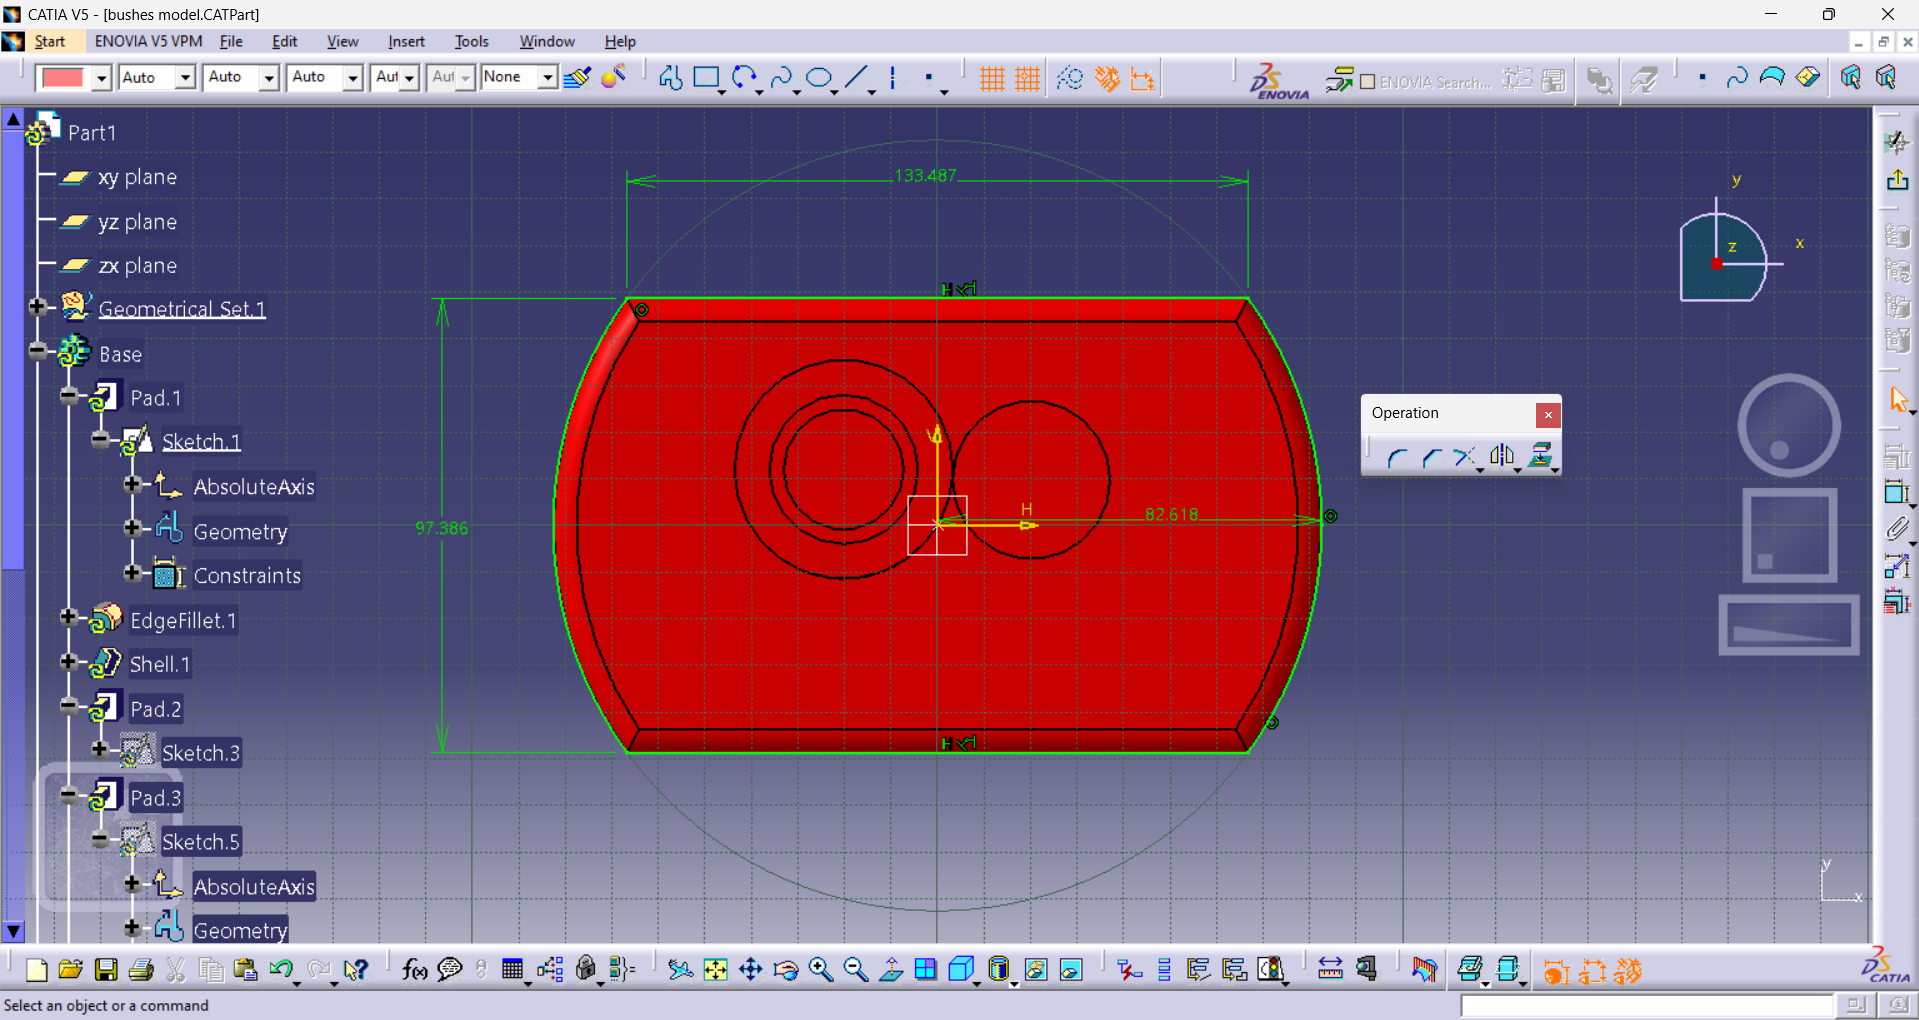 CATIA V5 - [bushes model.CATPart]
Start ENOVIA V5 VPM File Edit View Insert Tools Window Help
Auto Auto Auto Aut Aut None ENOVIA ENOVIA Search...
Part1
xy plane
yz plane
zx plane
Geometrical Set.1
Base
Pad.1
Sketch.1
AbsoluteAxis
Geometry
Constraints
EdgeFillet.1
Shell.1
Pad.2
Sketch.3
Pad.3
Sketch.5
AbsoluteAxis
Geometry
133.487
97.386
82.618
H
V
H
H
y
x
z
Operation
y
x
f(x)
CATIA
Select an object or a command